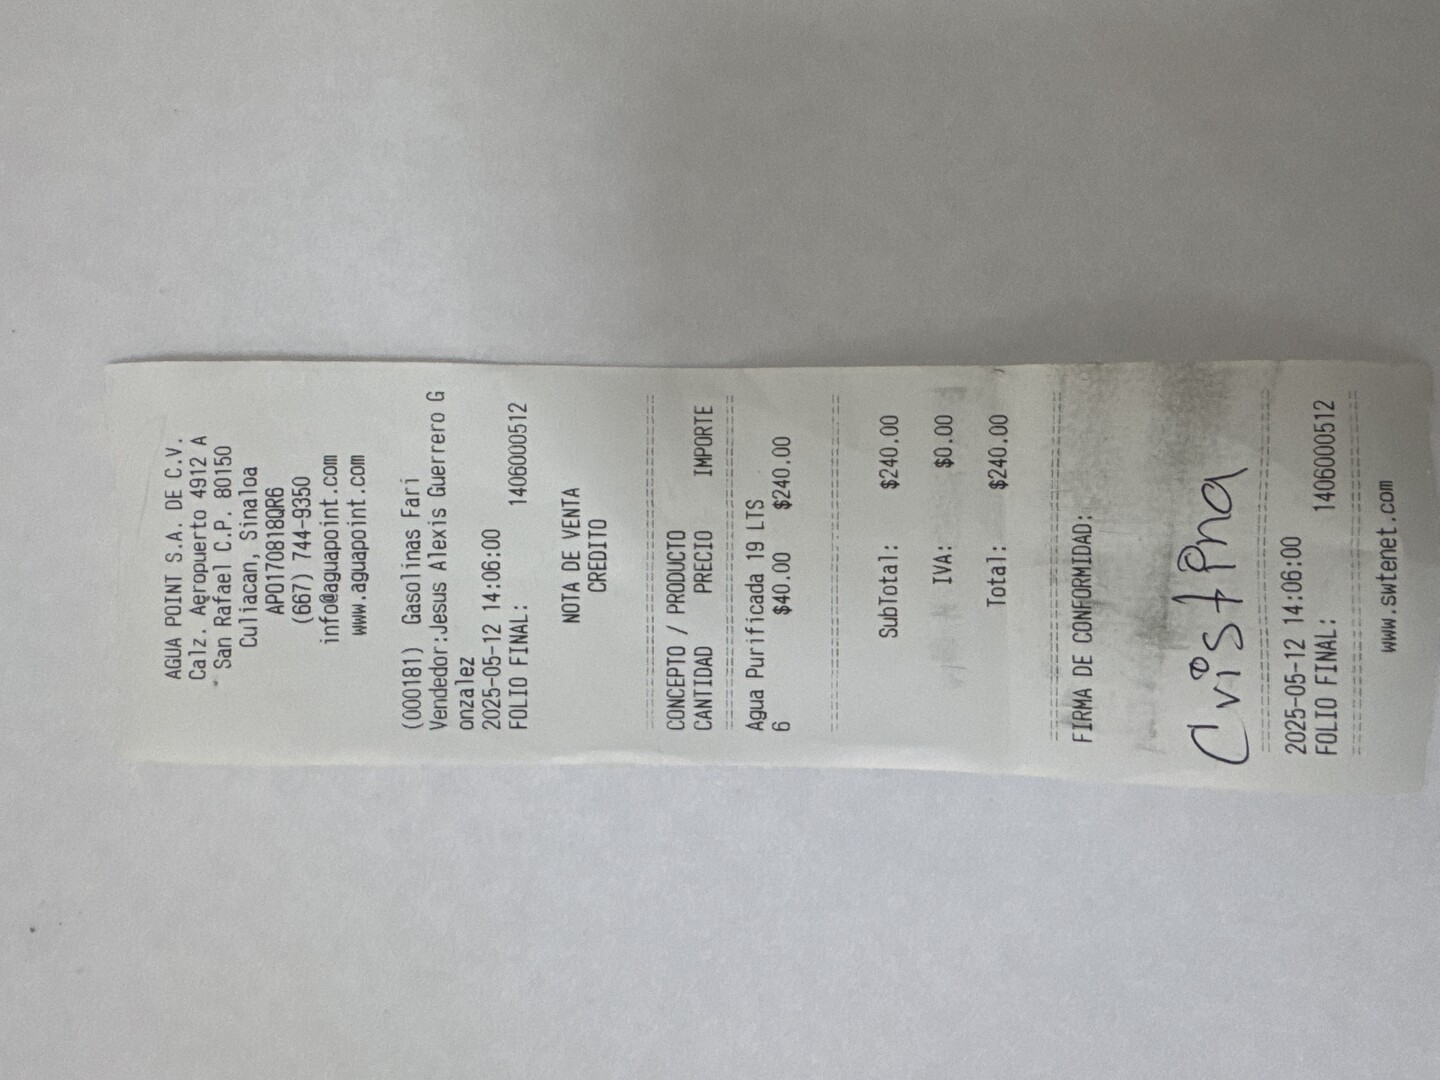 AGUA POINT S.A. DE C.V.
Calz. Aeropuerto 4912 A
San Rafael C.P. 80150
Culiacan, Sinaloa
APO170818QR6
(667) 744-9350
info@aguapoint.com
www.aguapoint.com
(000181) Gasolinas Fari
Vendedor:Jesus Alexis Guerrero G
onzalez
2025-05-12 14:06:00
FOLIO FINAL: 1406000512
NOTA DE VENTA
CREDITO
CONCEPTO / PRODUCTO
CANTIDAD PRECIO IMPORTE
Agua Purificada 19 LTS
6 $40.00 $240.00
SubTotal: $240.00
IVA: $0.00
Total: $240.00
FIRMA DE CONFORMIDAD:
2025-05-12 14:06:00
FOLIO FINAL: 1406000512
www.swtenet.com